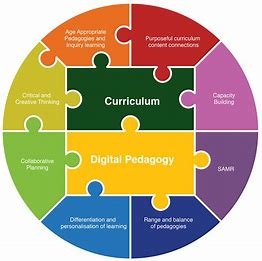 Age Appropriate
Pedagogies and
Inquiry learning
Purposeful curriculum
content connections
Critical and
Creative Thinking
Curriculum
Capacity
Building
Collaborative
Planning
Digital Pedagogy
SAMR
Differentiation and
personalisation of learning
Range and balance
of pedagogies